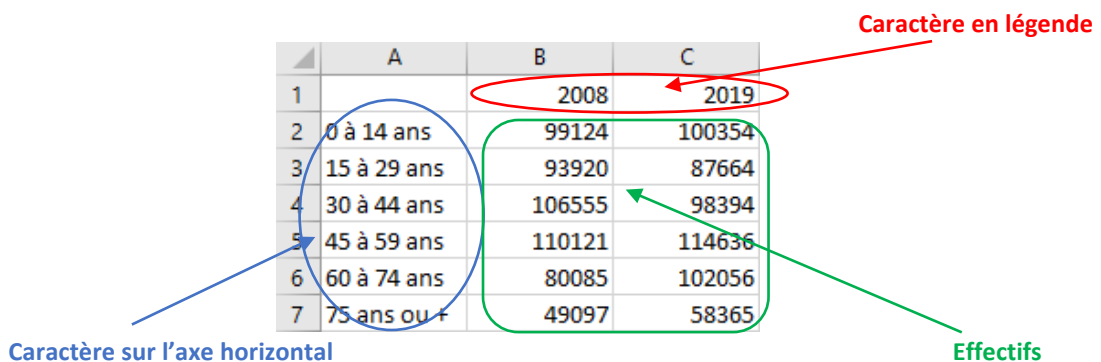 Caractère en légende
A B C
1 2008 2019
2 0 à 14 ans 99124 100354
3 15 à 29 ans 93920 87664
4 30 à 44 ans 106555 98394
5 45 à 59 ans 110121 114636
6 60 à 74 ans 80085 102056
7 75 ans ou + 49097 58365
Caractère sur l’axe horizontal Effectifs